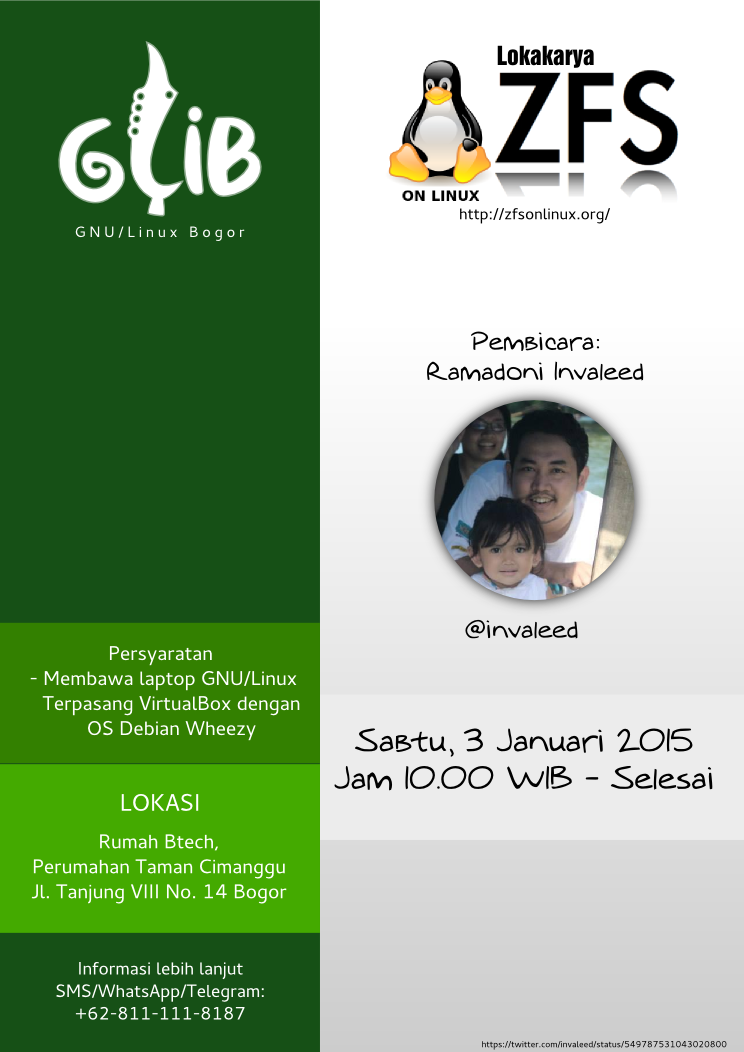 GLiB
GNU/Linux Bogor
Persyaratan
- Membawa laptop GNU/Linux
Terpasang VirtualBox dengan
OS Debian Wheezy
LOKASI
Rumah Btech,
Perumahan Taman Cimanggu
Jl. Tanjung VIII No. 14 Bogor
Informasi lebih lanjut
SMS/WhatsApp/Telegram:
+62-811-111-8187
Lokakarya
ZFS
ON LINUX
http://zfsonlinux.org/
Pembicara:
Ramadoni Invaleed
@invaleed
Sabtu, 3 Januari 2015
Jam 10.00 WIB - Selesai
https://twitter.com/invaleed/status/549787531043020800